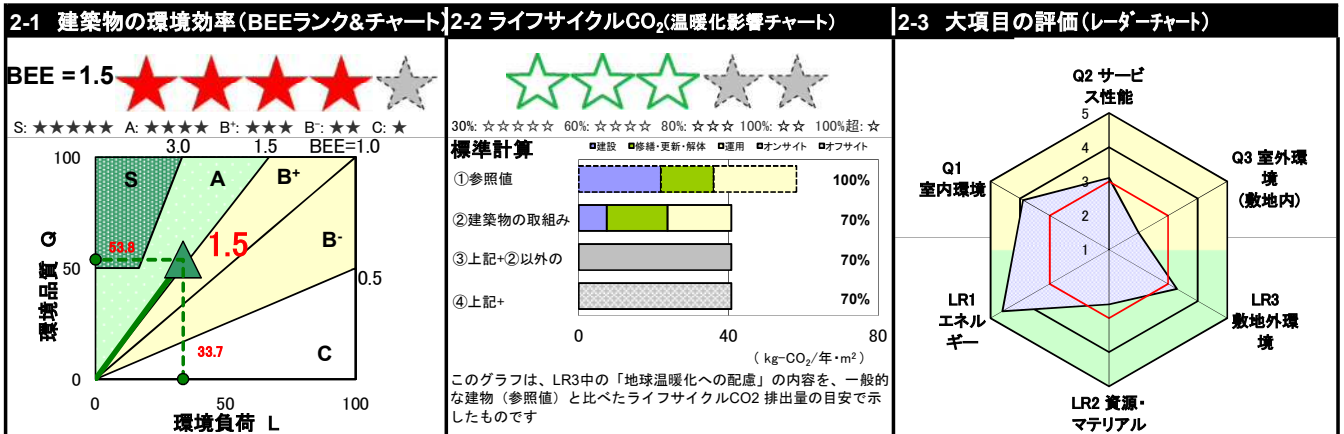 2-1 建築物の環境効率(BEEランク&チャート)
BEE = 1.5
S: ★★★★★ A: ★★★★ B⁺: ★★★ B⁻: ★★ C: ★
3.0 1.5 BEE=1.0
100
S A B⁺
53.8
1.5
B⁻
50
0.5
33.7
C
0
0 50 100
環境品質 Q
環境負荷 L
2-2 ライフサイクルCO₂(温暖化影響チャート)
30%: ☆☆☆☆☆ 60%: ☆☆☆☆ 80%: ☆☆☆ 100%: ☆☆ 100%超: ☆
標準計算
建設 修繕・更新・解体 運用 オンサイト オフサイト
①参照値 100%
②建築物の取組み 70%
③上記+②以外の 70%
④上記+ 70%
0 40 80
( kg-CO₂/年・m² )
このグラフは、LR3中の「地球温暖化への配慮」の内容を、一般的
な建物(参照値)と比べたライフサイクルCO2 排出量の目安で示
したものです
2-3 大項目の評価(レーダーチャート)
Q2 サービ
ス性能
5
4
3
2
1
Q1
室内環境
Q3 室外環
境
(敷地内)
LR1
エネル
ギー
LR3
敷地外環
境
LR2 資源・
マテリアル